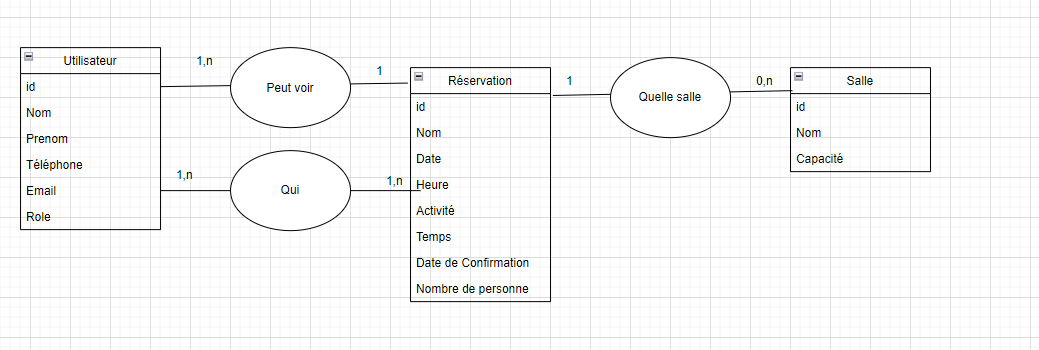 Utilisateur
id
Nom
Prenom
Téléphone
Email
Role
1,n
Peut voir
1
1,n
Qui
1,n
Réservation
id
Nom
Date
Heure
Activité
Temps
Date de Confirmation
Nombre de personne
1
Quelle salle
0,n
Salle
id
Nom
Capacité